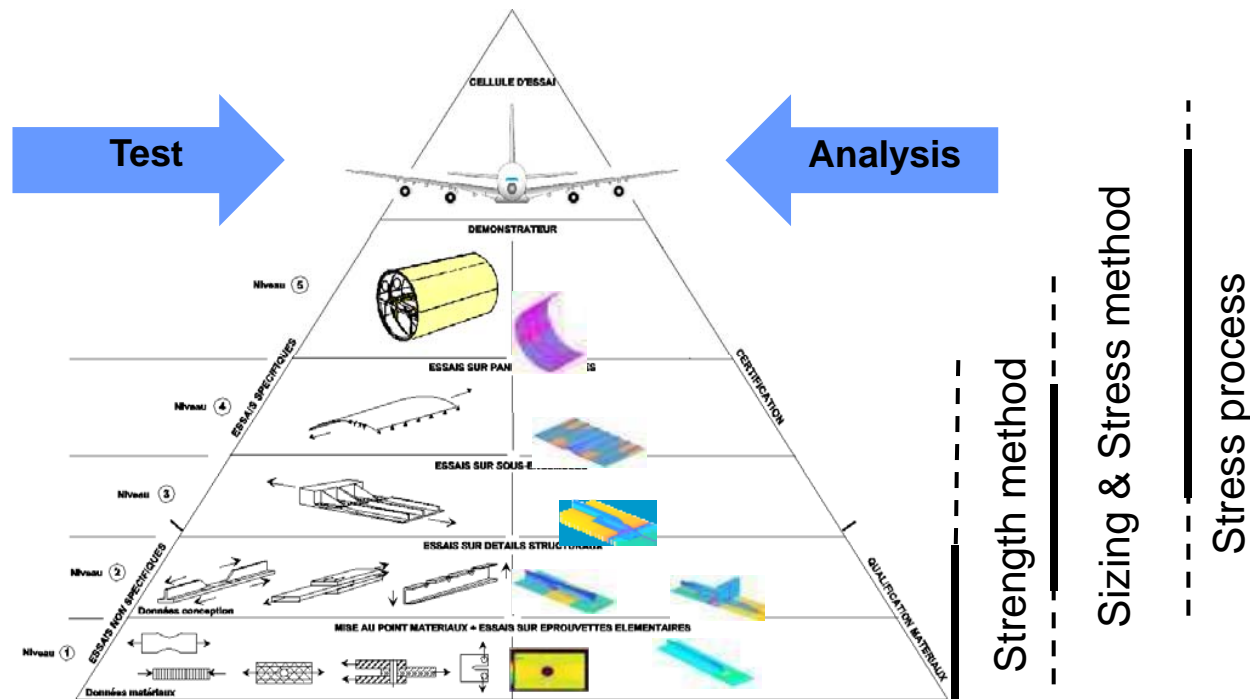 CELLULE D'ESSAI
Test
Analysis
DEMONSTRATEUR
Niveau 5
ESSAIS SUR
Niveau 4
ESSAIS SPECIFIQUES
CERTIFICATION
ESSAIS SUR
Niveau 3
ESSAIS SUR DETAILS STRUCTURAUX
Niveau 2
Données conception
ESSAIS NON SPECIFIQUES
QUALIFICATION MATERIAUX
MISE AU POINT MATERIAUX + ESSAIS SUR EPROUVETTES ELEMENTAIRES
Niveau 1
Données matériaux
Strength method
Sizing & Stress method
Stress process